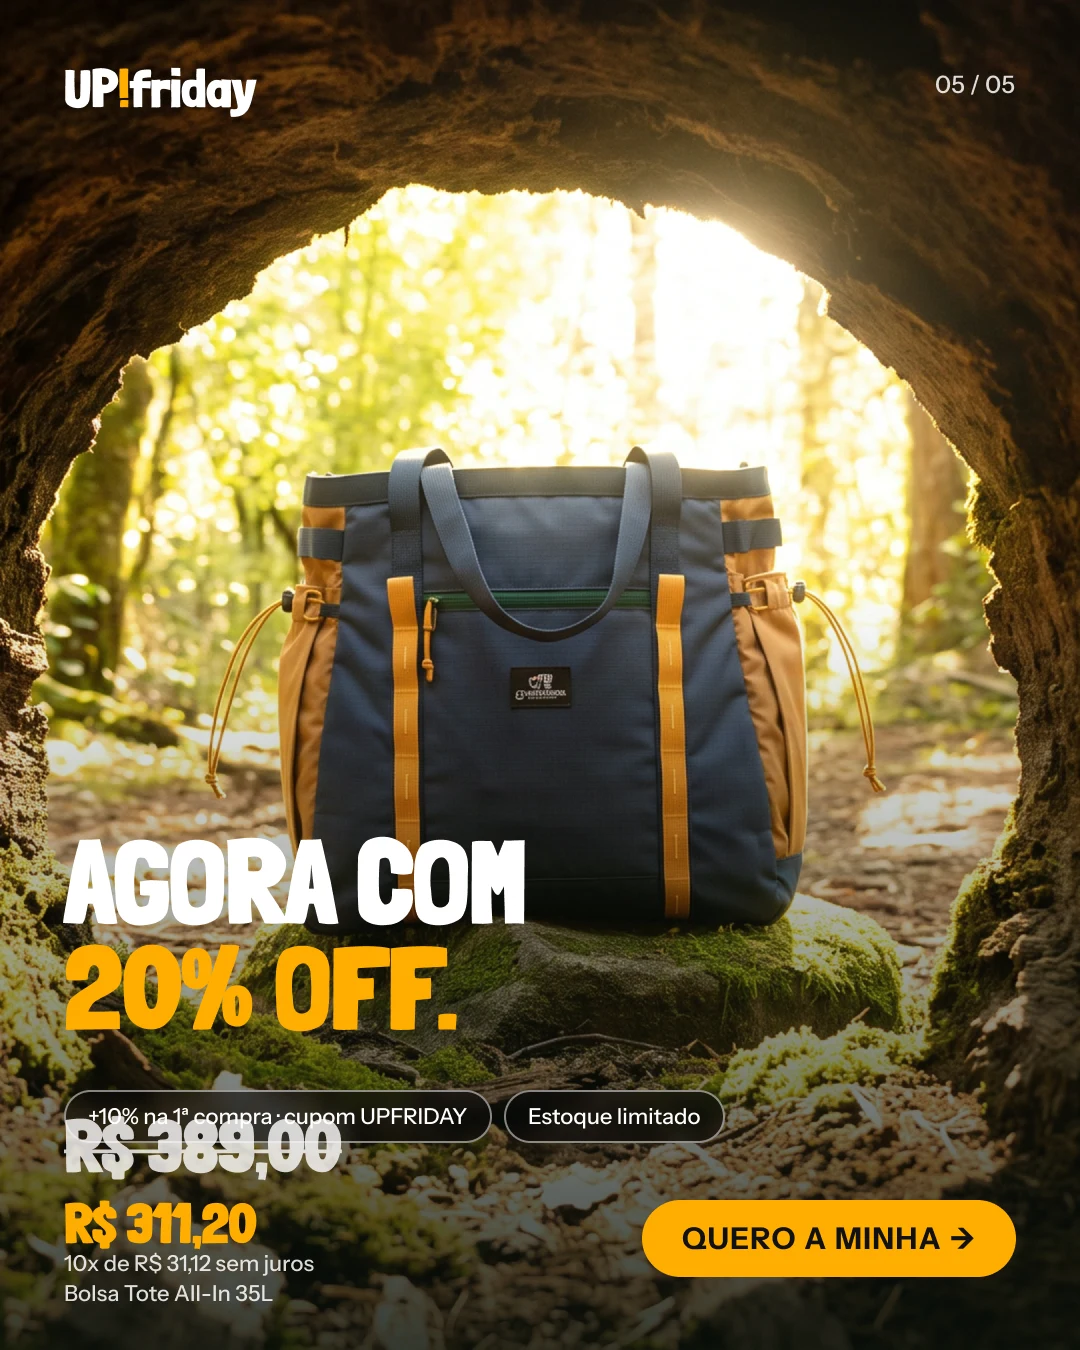 UP!friday
05 / 05
AGORA COM
20% OFF.
+10% na 1ª compra · cupom UPFRIDAY
Estoque limitado
R$ 389,00
R$ 311,20
10x de R$ 31,12 sem juros
Bolsa Tote All-In 35L
QUERO A MINHA →